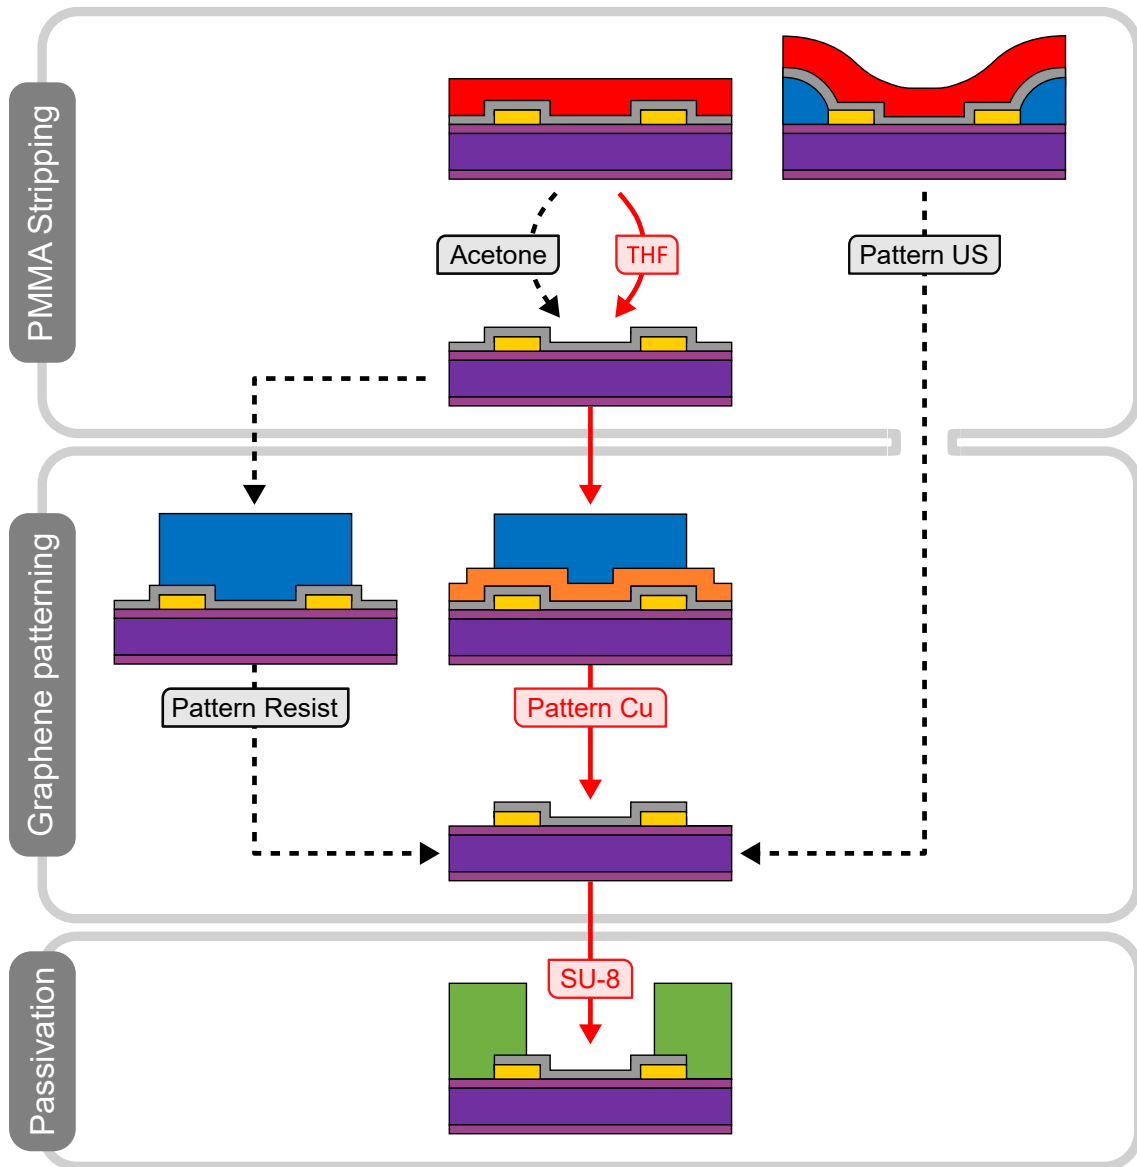 PMMA Stripping
Acetone
THF
Pattern US
Graphene patterning
Pattern Resist
Pattern Cu
Passivation
SU-8